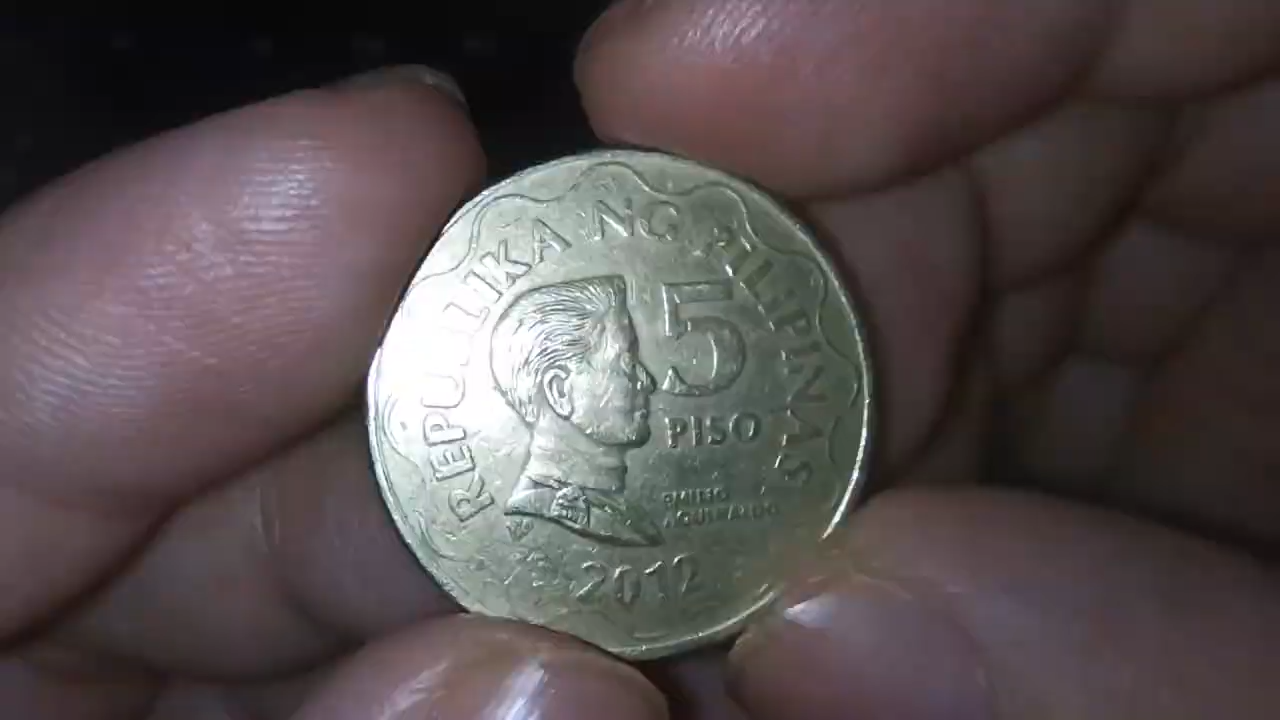 REPUBLIKA NG PILIPINAS
5
PISO
EMILIO
AGUINALDO
2012